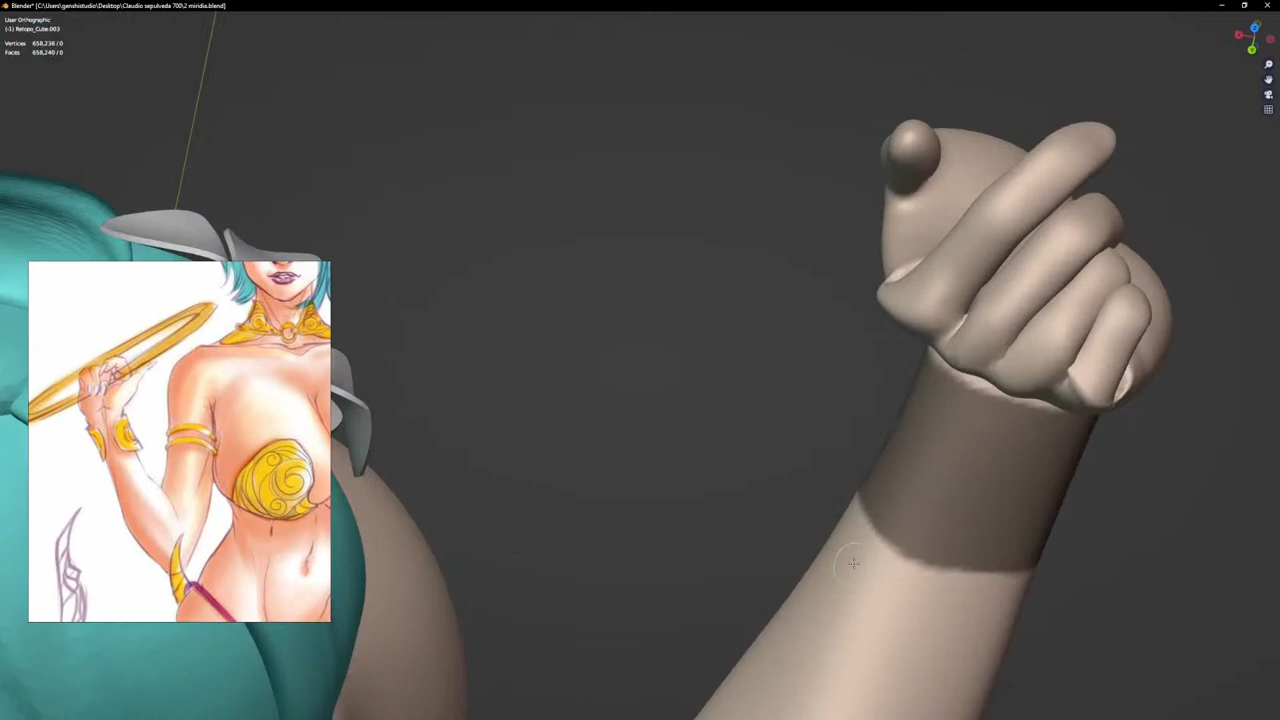 Blender* [C:\Users\genshistudio\Desktop\Claudio sepulveda 700\2 miridia.blend]
User Orthographic
(-1) Retopo_Cube.003
Vertices 658,236 / 0
Faces 658,240 / 0